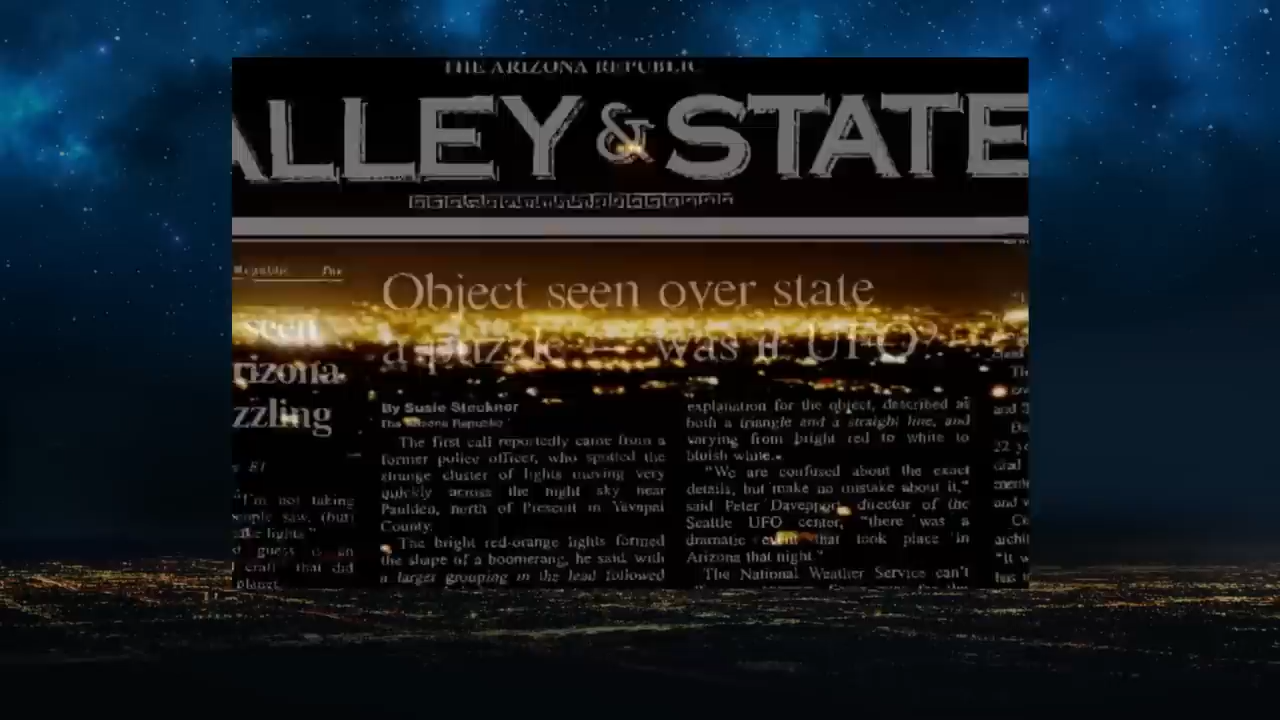 THE ARIZONA REPUBLIC
ALLEY & STATE
Republic
seen
rizona
zzling
"I'm not taking
people saw, (but)
like lights."
guess is an
craft that did
planet.
Object seen over state
a puzzle — was it UFO?
By Susie Steckner
The Arizona Republic
The first call reportedly came from a
former police officer, who spotted the
strange cluster of lights moving very
quickly across the night sky near
Paulden, north of Prescott in Yavapai
County.
The bright red-orange lights formed
the shape of a boomerang, he said, with
a larger grouping in the lead followed
explanation for the object, described as
both a triangle and a straight line, and
varying from bright red to white to
bluish white.
"We are confused about the exact
details, but make no mistake about it,"
said Peter Davenport, director of the
Seattle UFO center, "there was a
dramatic event that took place in
Arizona that night."
The National Weather Service can't